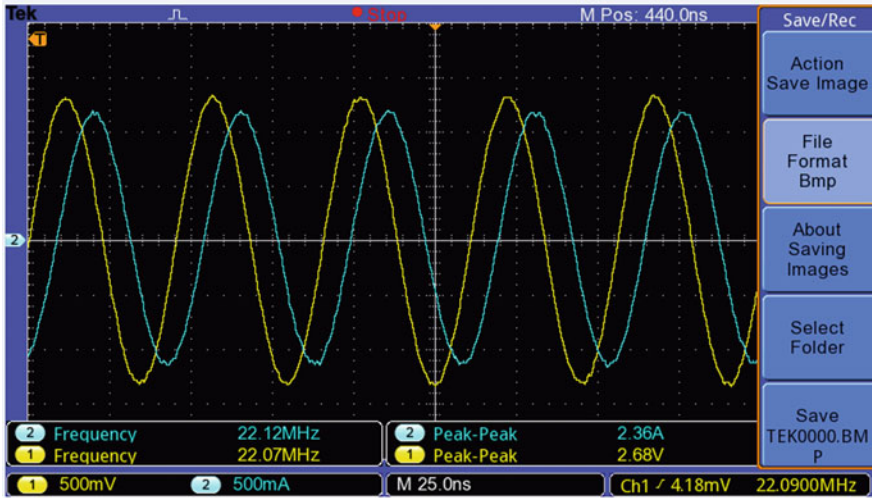 Tek Stop M Pos: 440.0ns
Save/Rec
T
Action
Save Image
File
Format
Bmp
2
About
Saving
Images
Select
Folder
Save
TEK0000.BM
P
2 Frequency 22.12MHz 2 Peak-Peak 2.36A
1 Frequency 22.07MHz 1 Peak-Peak 2.68V
1 500mV 2 500mA M 25.0ns Ch1 4.18mV 22.0900MHz